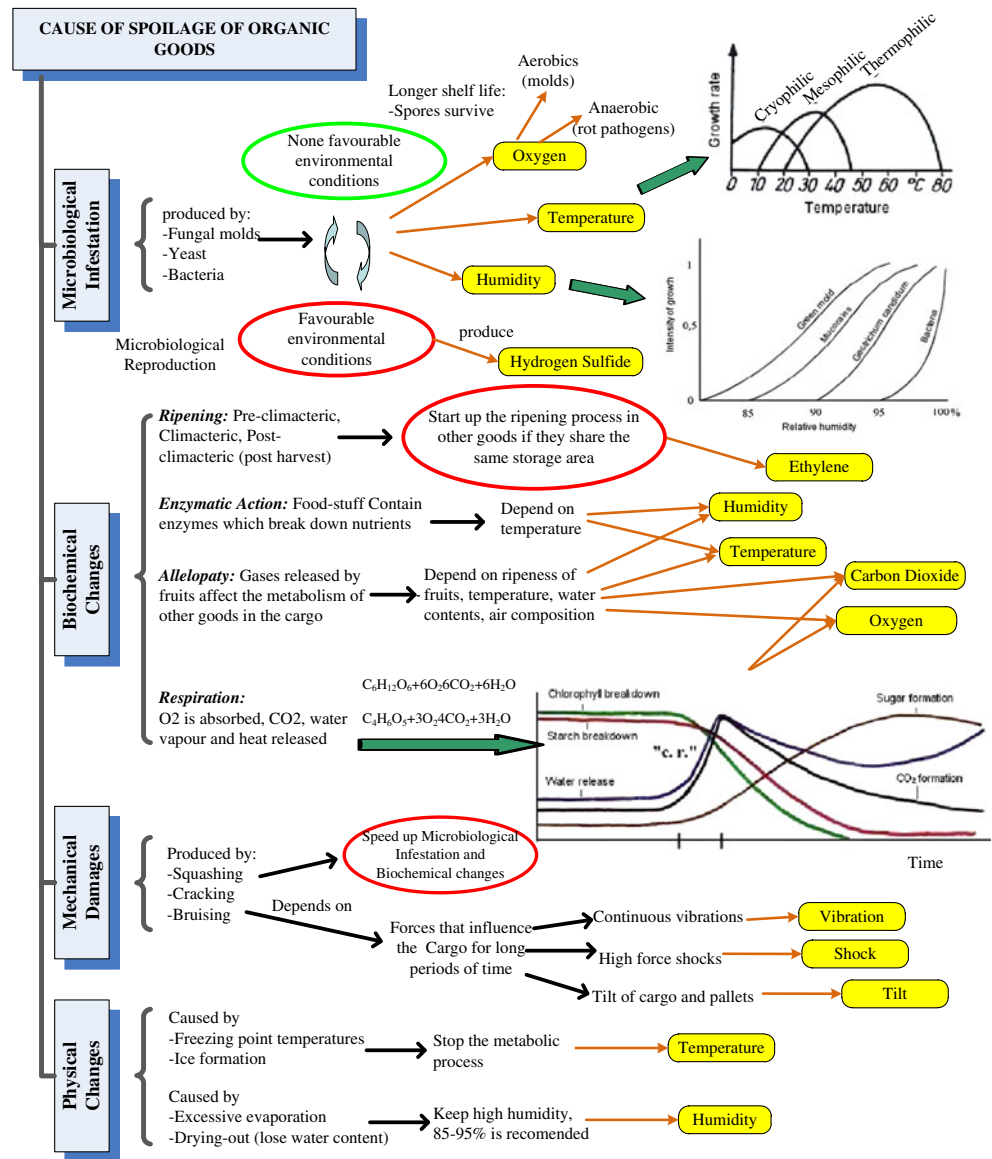 CAUSE OF SPOILAGE OF ORGANIC
GOODS
Microbiological
Infestation
produced by:
-Fungal molds
-Yeast
-Bacteria
None favourable
environmental
conditions
Longer shelf life:
-Spores survive
Aerobics
(molds)
Anaerobic
(rot pathogens)
Oxygen
Temperature
Humidity
Microbiological
Reproduction
Favourable
environmental
conditions
produce
Hydrogen Sulfide
Growth rate
Cryophilic
Mesophilic
Thermophilic
0 10 20 30 °C 60 80
Temperature
Intensity of growth
1
0,5
Green mold
Mucorales
Geotrichum candidum
Bacteria
85 90 95 100%
Relative humidity
Biochemical
Changes
Ripening: Pre-climacteric,
Climacteric, Post-
climacteric (post harvest)
Start up the ripening process in
other goods if they share the
same storage area
Ethylene
Enzymatic Action: Food-stuff Contain
enzymes which break down nutrients
Depend on
temperature
Humidity
Temperature
Allelopaty: Gases released by
fruits affect the metabolism of
other goods in the cargo
Depend on ripeness of
fruits, temperature, water
contents, air composition
Carbon Dioxide
Oxygen
Respiration:
O2 is absorbed, CO2, water
vapour and heat released
C₆H₁₂O₆+6O₂6CO₂+6H₂O
C₄H₆O₅+3O₂4CO₂+3H₂O
Chlorophyll breakdown
Starch breakdown
Water release
"c. r."
Sugar formation
CO₂ formation
Time
Mechanical
Damages
Produced by:
-Squashing
-Cracking
-Bruising
Speed up Microbiological
Infestation and
Biochemical changes
Depends on
Forces that influence
the Cargo for long
periods of time
Continuous vibrations
Vibration
High force shocks
Shock
Tilt of cargo and pallets
Tilt
Physical
Changes
Caused by
-Freezing point temperatures
-Ice formation
Stop the metabolic
process
Temperature
Caused by
-Excessive evaporation
-Drying-out (lose water content)
Keep high humidity,
85-95% is recomended
Humidity